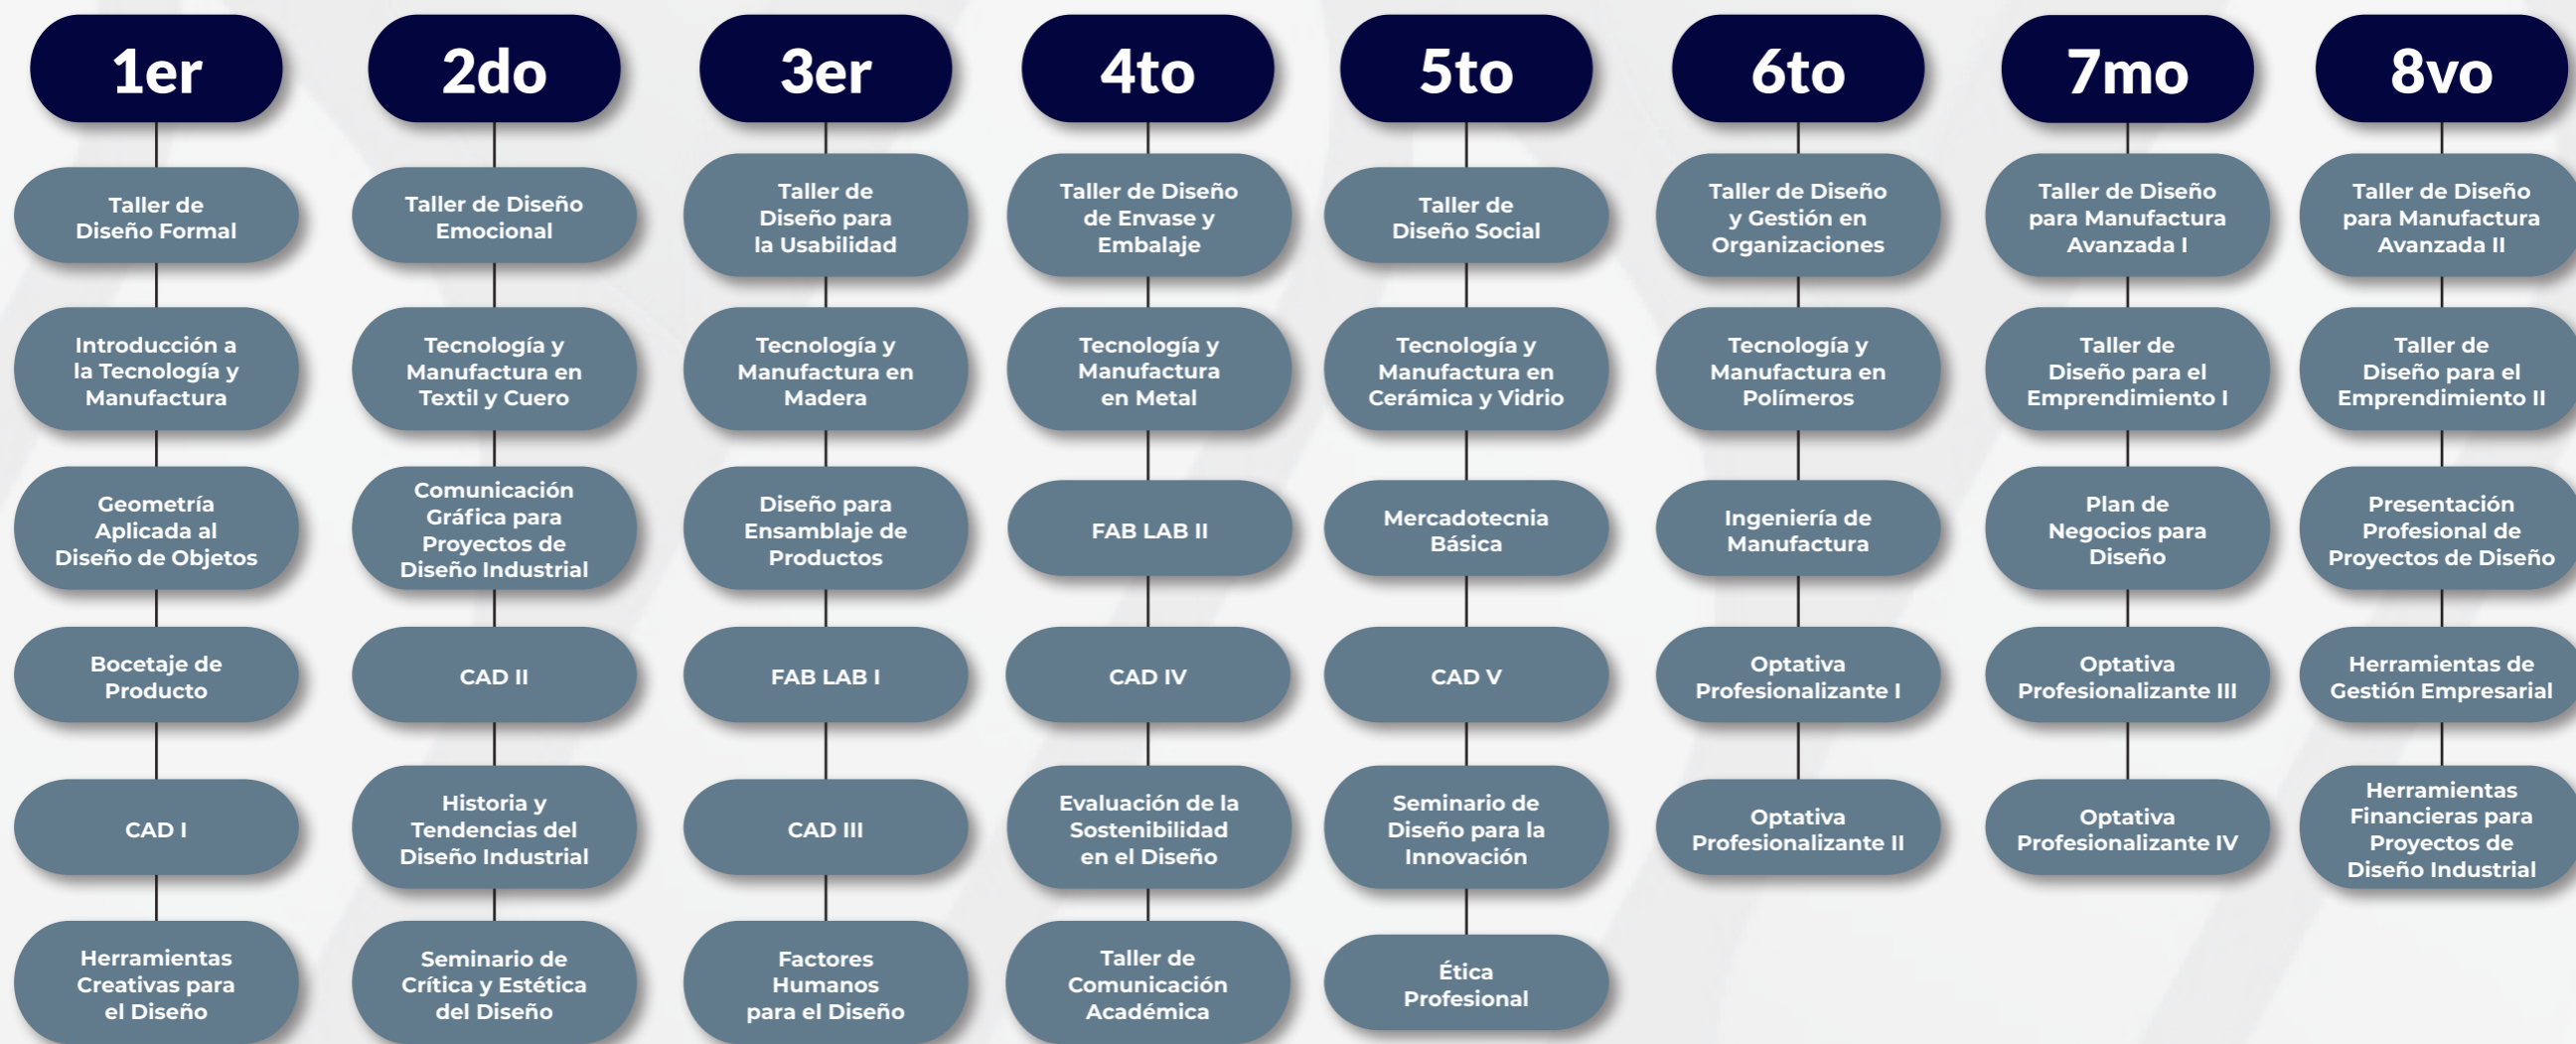 1er
Taller de
Diseño Formal
Introducción a
la Tecnología y
Manufactura
Geometría
Aplicada al
Diseño de Objetos
Bocetaje de
Producto
CAD I
Herramientas
Creativas para
el Diseño
2do
Taller de Diseño
Emocional
Tecnología y
Manufactura en
Textil y Cuero
Comunicación
Gráfica para
Proyectos de
Diseño Industrial
CAD II
Historia y
Tendencias del
Diseño Industrial
Seminario de
Crítica y Estética
del Diseño
3er
Taller de
Diseño para
la Usabilidad
Tecnología y
Manufactura en
Madera
Diseño para
Ensamblaje de
Productos
FAB LAB I
CAD III
Factores
Humanos
para el Diseño
4to
Taller de Diseño
de Envase y
Embalaje
Tecnología y
Manufactura
en Metal
FAB LAB II
CAD IV
Evaluación de la
Sostenibilidad
en el Diseño
Taller de
Comunicación
Académica
5to
Taller de
Diseño Social
Tecnología y
Manufactura en
Cerámica y Vidrio
Mercadotecnia
Básica
CAD V
Seminario de
Diseño para la
Innovación
Ética
Profesional
6to
Taller de Diseño
y Gestión en
Organizaciones
Tecnología y
Manufactura en
Polímeros
Ingeniería de
Manufactura
Optativa
Profesionalizante I
Optativa
Profesionalizante II
7mo
Taller de Diseño
para Manufactura
Avanzada I
Taller de
Diseño para el
Emprendimiento I
Plan de
Negocios para
Diseño
Optativa
Profesionalizante III
Optativa
Profesionalizante IV
8vo
Taller de Diseño
para Manufactura
Avanzada II
Taller de
Diseño para el
Emprendimiento II
Presentación
Profesional de
Proyectos de Diseño
Herramientas de
Gestión Empresarial
Herramientas
Financieras para
Proyectos de
Diseño Industrial